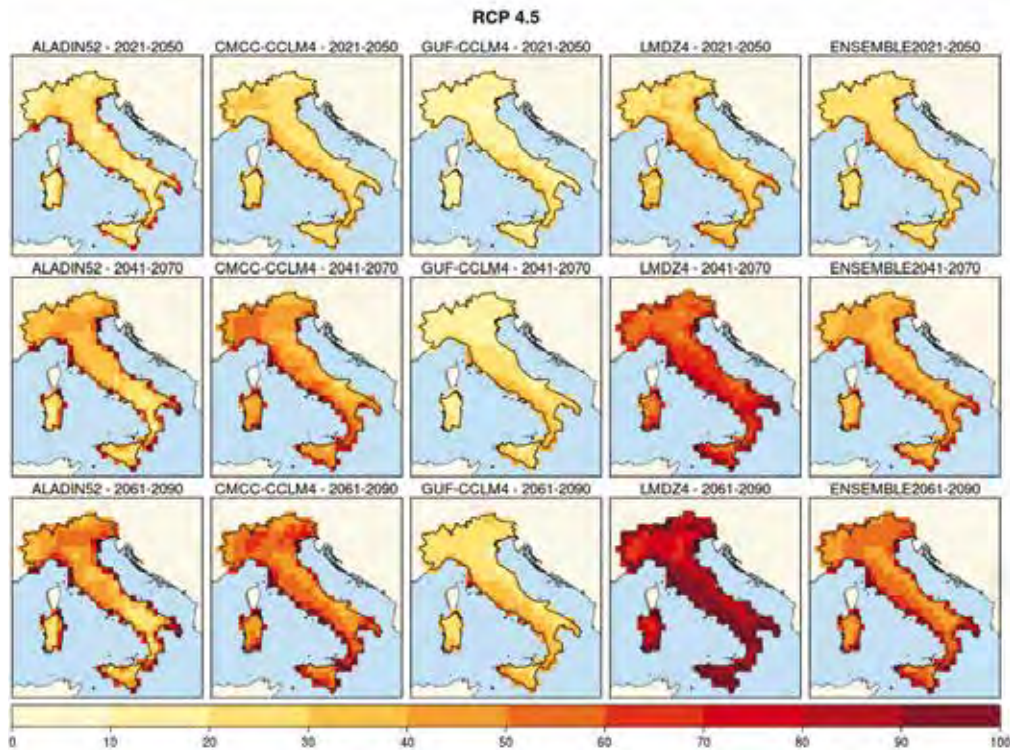 RCP 4.5
ALADIN52 - 2021-2050 CMCC-CCLM4 - 2021-2050 GUF-CCLM4 - 2021-2050 LMDZ4 - 2021-2050 ENSEMBLE2021-2050
ALADIN52 - 2041-2070 CMCC-CCLM4 - 2041-2070 GUF-CCLM4 - 2041-2070 LMDZ4 - 2041-2070 ENSEMBLE2041-2070
ALADIN52 - 2061-2090 CMCC-CCLM4 - 2061-2090 GUF-CCLM4 - 2061-2090 LMDZ4 - 2061-2090 ENSEMBLE2061-2090
0 10 20 30 40 50 60 70 80 90 100